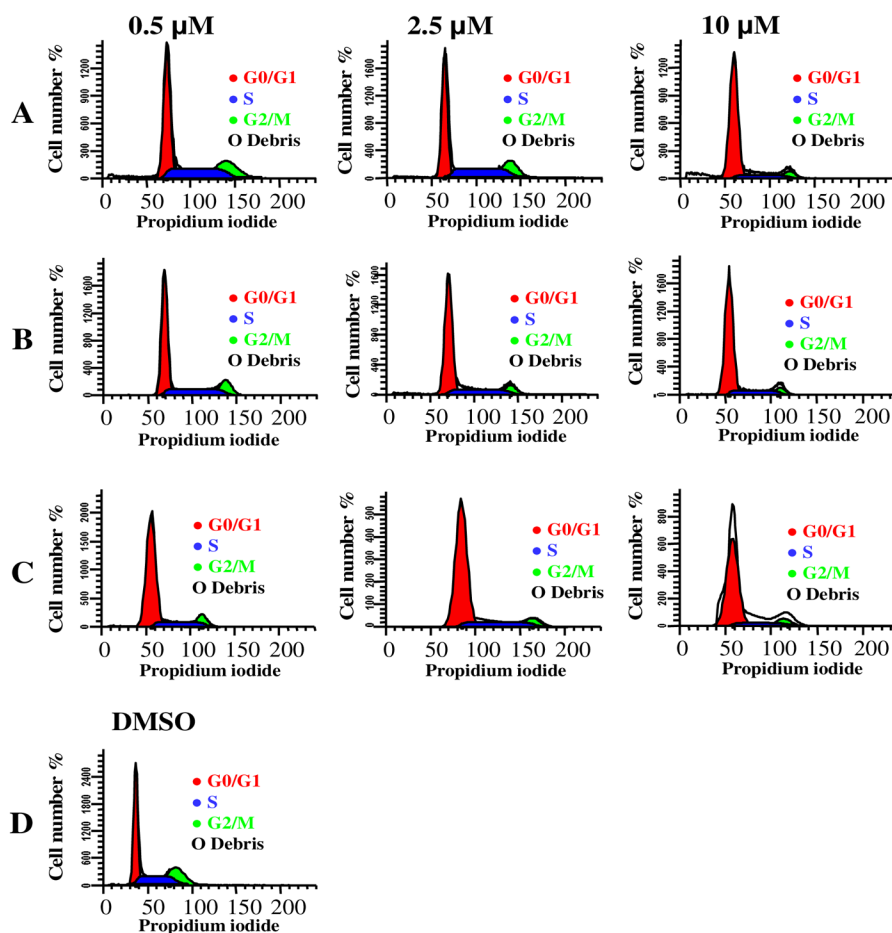 0.5 µM 2.5 µM 10 µM
A
Cell number %
1200
900
600
300
0
G0/G1
S
G2/M
O Debris
0 50 100 150 200
Propidium iodide
Cell number %
1600
1200
800
400
0
G0/G1
S
G2/M
O Debris
0 50 100 150 200
Propidium iodide
Cell number %
1200
900
600
300
0
G0/G1
S
G2/M
O Debris
0 50 100 150 200
Propidium iodide
B
Cell number %
1600
1200
800
400
0
G0/G1
S
G2/M
O Debris
0 50 100 150 200
Propidium iodide
Cell number %
1600
1200
800
400
0
G0/G1
S
G2/M
O Debris
0 50 100 150 200
Propidium iodide
Cell number %
1600
1200
800
400
0
G0/G1
S
G2/M
O Debris
0 50 100 150 200
Propidium iodide
C
Cell number %
2000
1500
1000
500
0
G0/G1
S
G2/M
O Debris
0 50 100 150 200
Propidium iodide
Cell number %
500
400
300
200
100
0
G0/G1
S
G2/M
O Debris
0 50 100 150 200
Propidium iodide
Cell number %
800
600
400
200
0
G0/G1
S
G2/M
O Debris
0 50 100 150 200
Propidium iodide
DMSO
D
Cell number %
2400
1800
1200
600
0
G0/G1
S
G2/M
O Debris
0 50 100 150 200
Propidium iodide